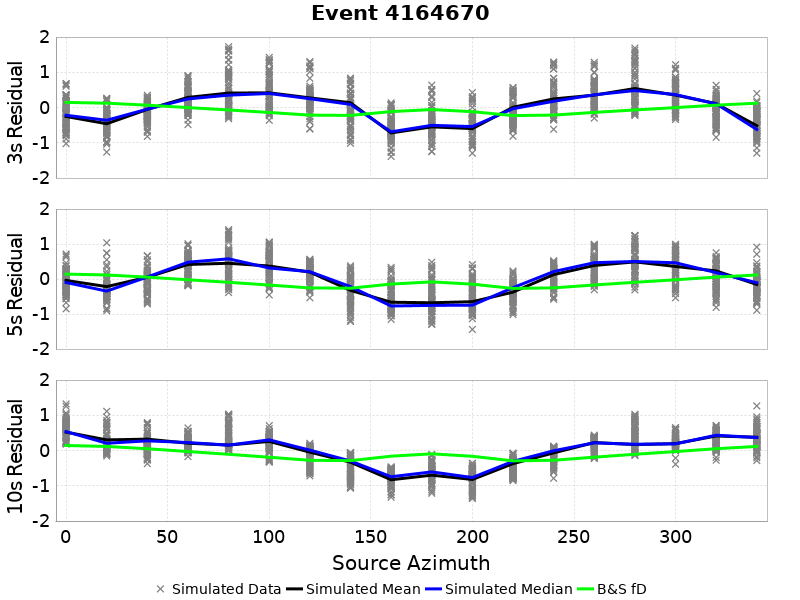 Event 4164670
3s Residual
2
1
0
-1
-2
5s Residual
2
1
0
-1
-2
10s Residual
2
1
0
-1
-2
0 50 100 150 200 250 300
Source Azimuth
Simulated Data Simulated Mean Simulated Median B&S fD